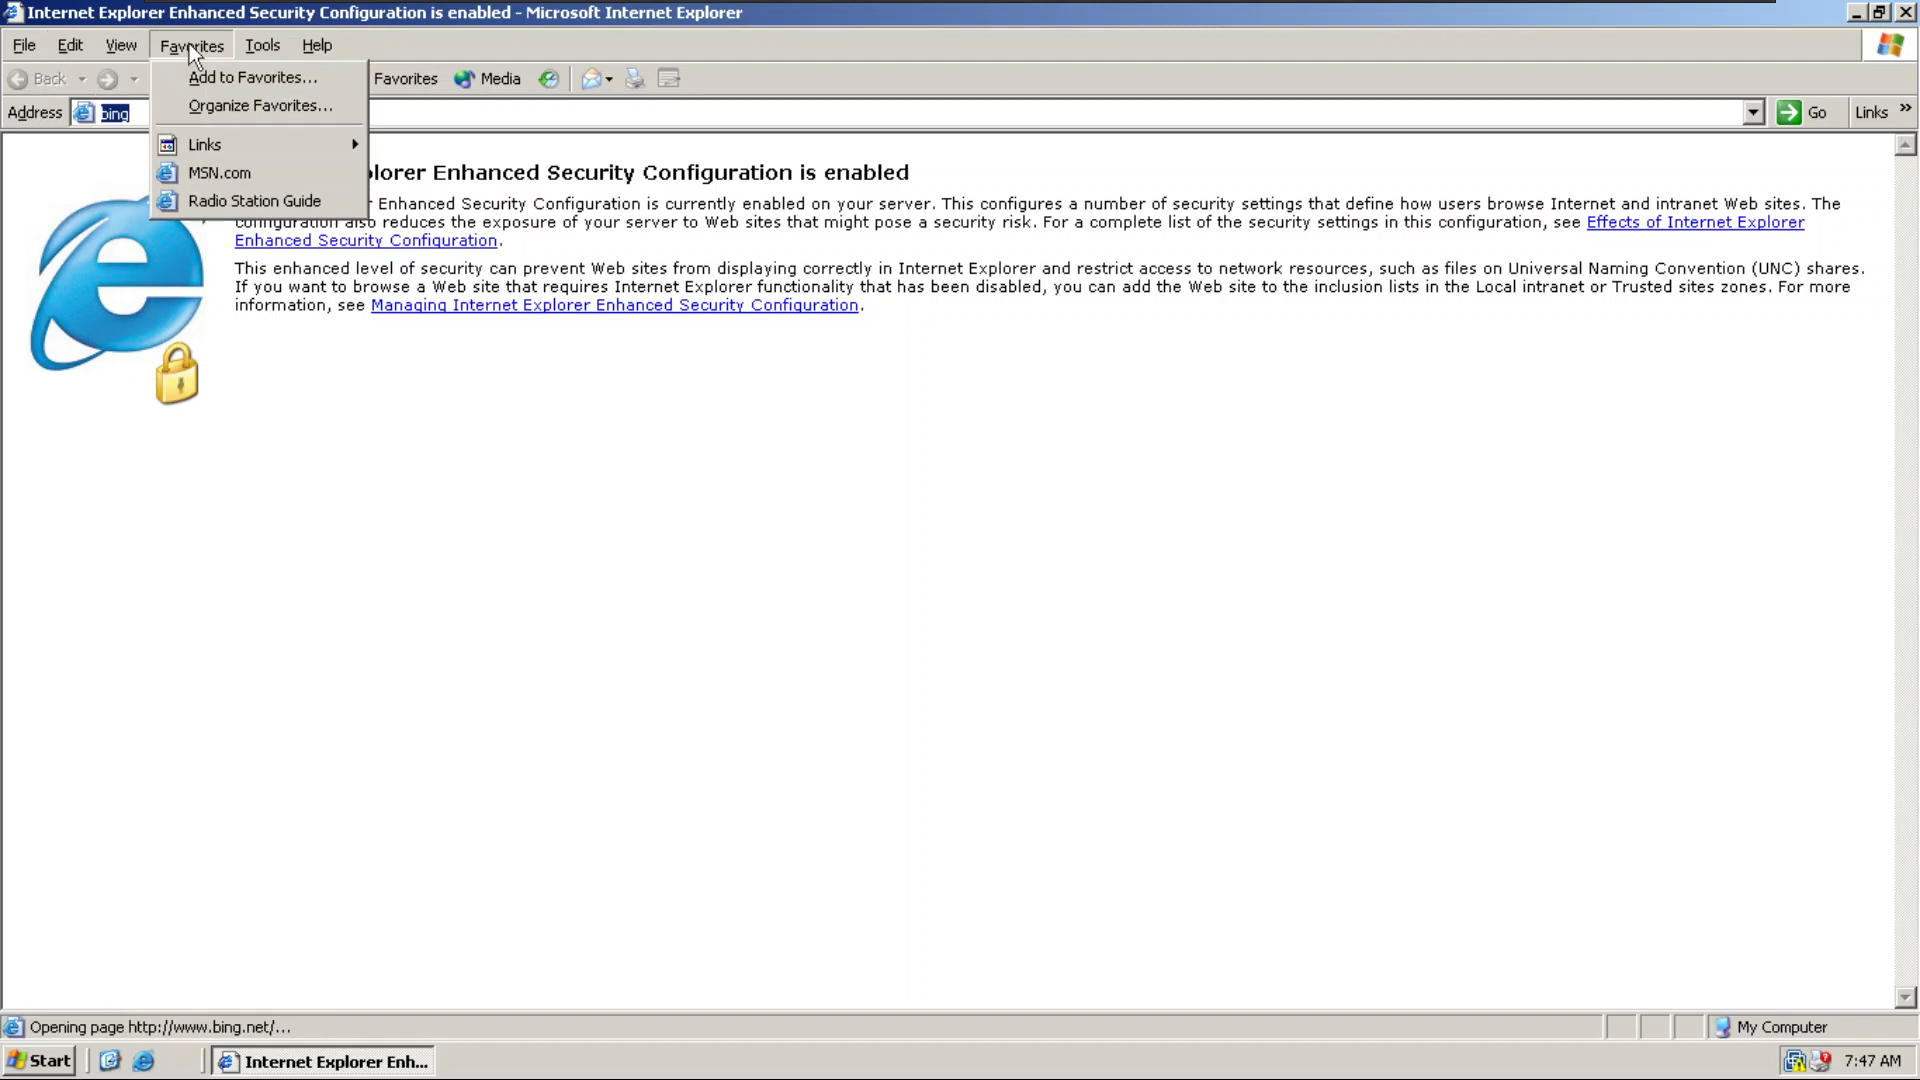 Internet Explorer Enhanced Security Configuration is enabled - Microsoft Internet Explorer
File Edit View Favorites Tools Help
Back Favorites Media
Address bing Go Links »
Add to Favorites...
Organize Favorites...
Links
MSN.com
Radio Station Guide
plorer Enhanced Security Configuration is enabled
r Enhanced Security Configuration is currently enabled on your server. This configures a number of security settings that define how users browse Internet and intranet Web sites. The
configuration also reduces the exposure of your server to Web sites that might pose a security risk. For a complete list of the security settings in this configuration, see Effects of Internet Explorer
Enhanced Security Configuration.
This enhanced level of security can prevent Web sites from displaying correctly in Internet Explorer and restrict access to network resources, such as files on Universal Naming Convention (UNC) shares.
If you want to browse a Web site that requires Internet Explorer functionality that has been disabled, you can add the Web site to the inclusion lists in the Local intranet or Trusted sites zones. For more
information, see Managing Internet Explorer Enhanced Security Configuration.
Opening page http://www.bing.net/...
My Computer
Start Internet Explorer Enh... 7:47 AM